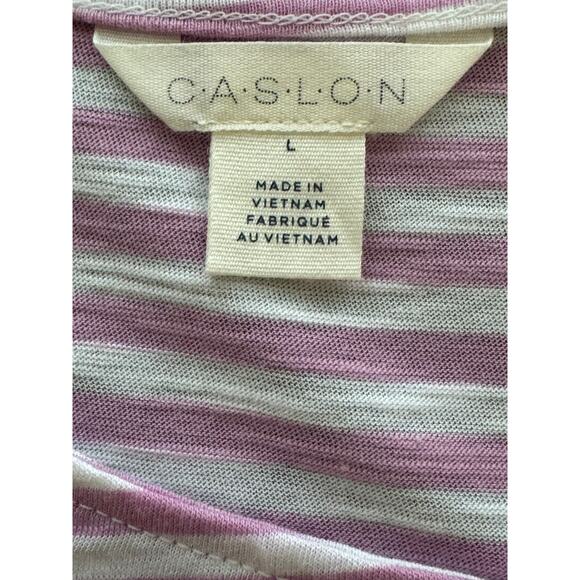 C·A·S·L·O·N
L
MADE IN
VIETNAM
FABRIQUÉ
AU VIETNAM